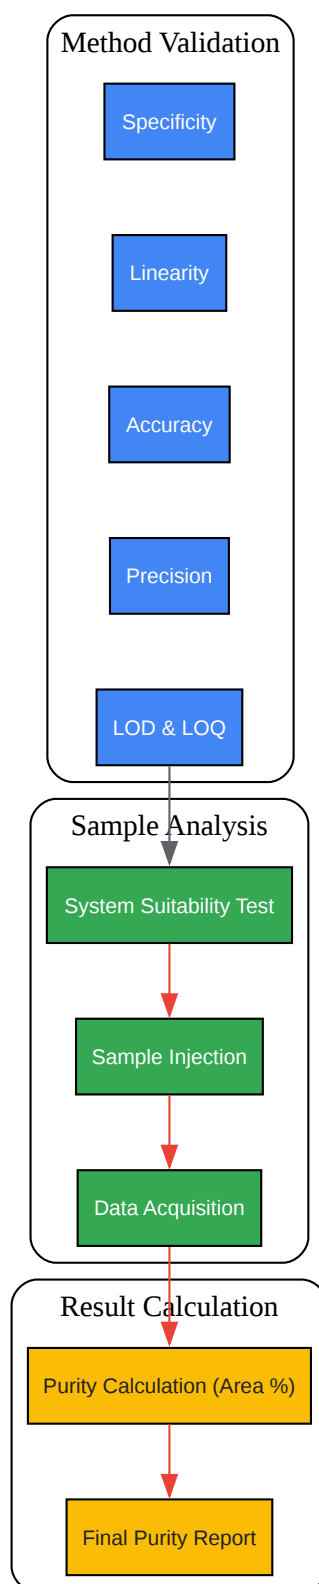 Method Validation
Specificity
Linearity
Accuracy
Precision
LOD & LOQ
Sample Analysis
System Suitability Test
Sample Injection
Data Acquisition
Result Calculation
Purity Calculation (Area %)
Final Purity Report